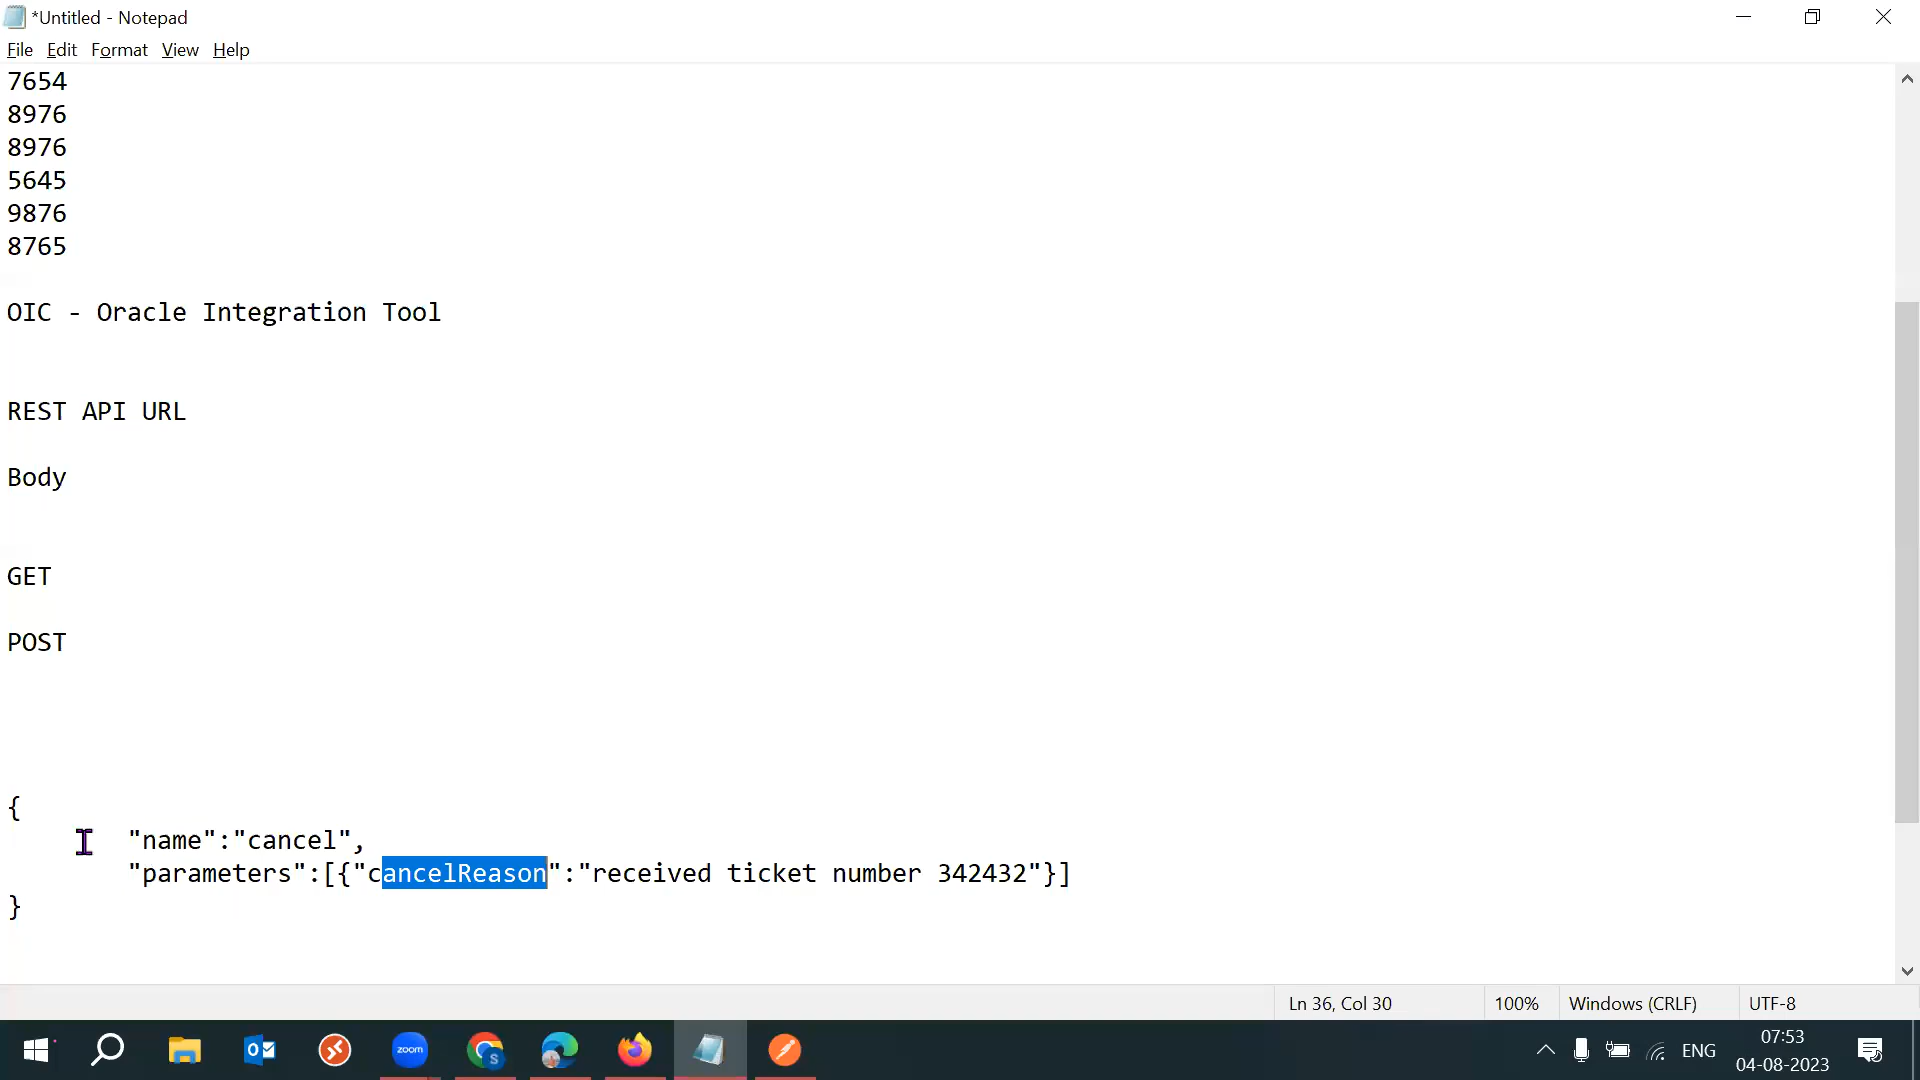 *Untitled - Notepad
File Edit Format View Help
7654
8976
8976
5645
9876
8765
OIC - Oracle Integration Tool
REST API URL
Body
GET
POST
{
"name":"cancel",
"parameters":[{"cancelReason":"received ticket number 342432"}]
}
Ln 36, Col 30
100%
Windows (CRLF)
UTF-8
zoom
S
ENG
07:53
04-08-2023